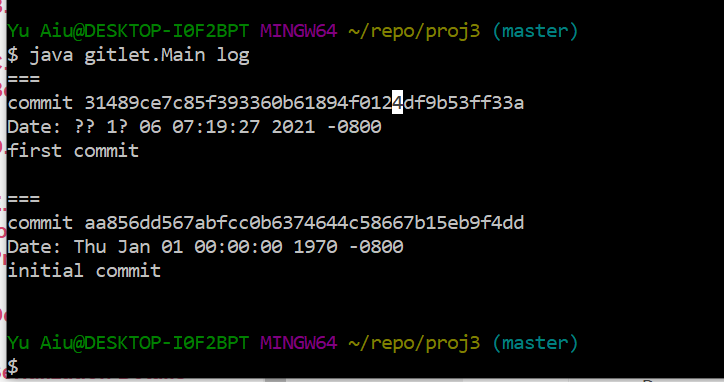 Yu Aiu@DESKTOP-I0F2BPT MINGW64 ~/repo/proj3 (master)
$ java gitlet.Main log
===
commit 31489ce7c85f393360b61894f0124df9b53ff33a
Date: ?? 1? 06 07:19:27 2021 -0800
first commit
===
commit aa856dd567abfcc0b6374644c58667b15eb9f4dd
Date: Thu Jan 01 00:00:00 1970 -0800
initial commit
Yu Aiu@DESKTOP-I0F2BPT MINGW64 ~/repo/proj3 (master)
$